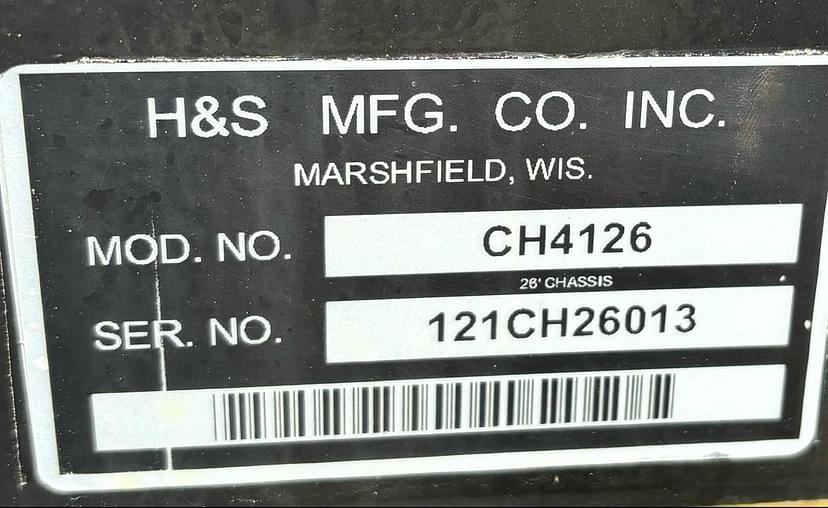 H&S MFG. CO. INC.
MARSHFIELD, WIS.
MOD. NO. CH4126
26' CHASSIS
SER. NO. 121CH26013